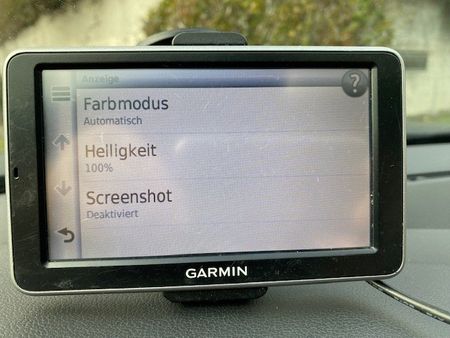 Anzeige
?
Farbmodus
Automatisch
Helligkeit
100%
Screenshot
Deaktiviert
GARMIN